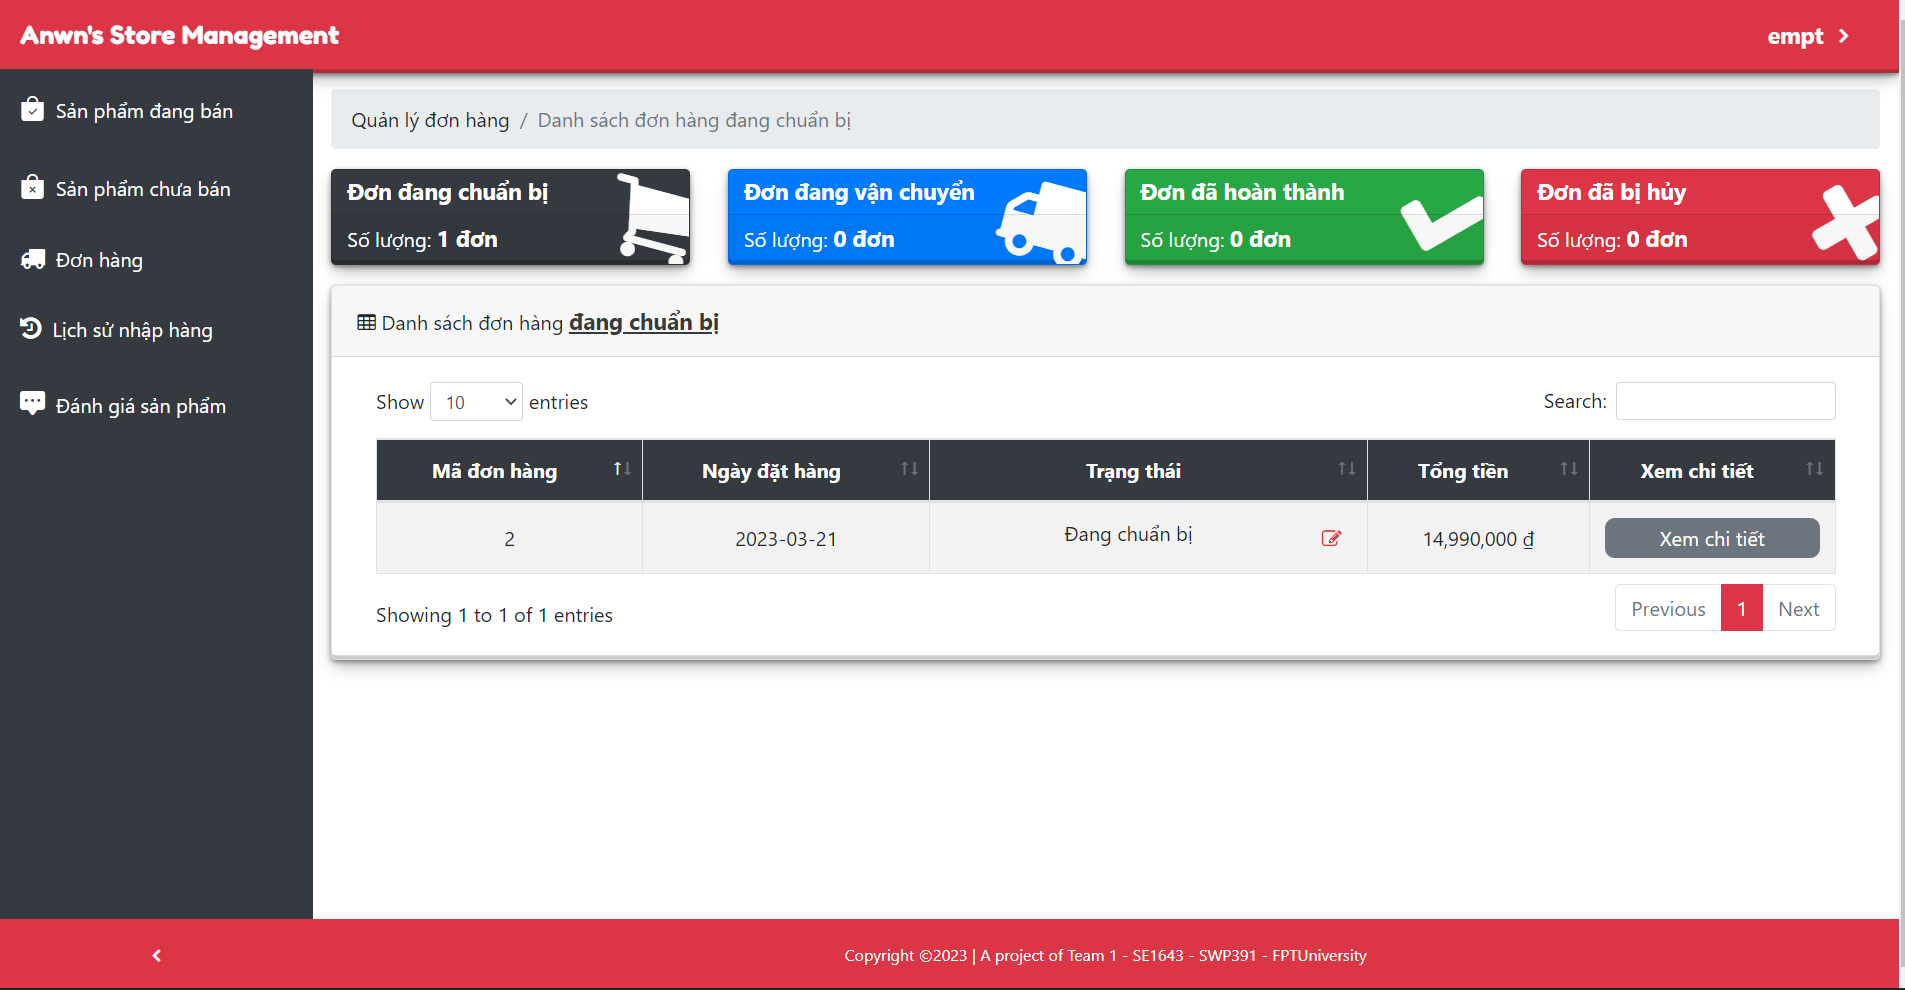 Anwn's Store Management
empt
Sản phẩm đang bán
Sản phẩm chưa bán
Đơn hàng
Lịch sử nhập hàng
Đánh giá sản phẩm
Quản lý đơn hàng / Danh sách đơn hàng đang chuẩn bị
Đơn đang chuẩn bị
Số lượng: 1 đơn
Đơn đang vận chuyển
Số lượng: 0 đơn
Đơn đã hoàn thành
Số lượng: 0 đơn
Đơn đã bị hủy
Số lượng: 0 đơn
Danh sách đơn hàng đang chuẩn bị
Show 10 entries
Search:
Mã đơn hàng Ngày đặt hàng Trạng thái Tổng tiền Xem chi tiết
2 2023-03-21 Đang chuẩn bị 14,990,000 ₫ Xem chi tiết
Showing 1 to 1 of 1 entries
Previous 1 Next
Copyright ©2023 | A project of Team 1 - SE1643 - SWP391 - FPTUniversity